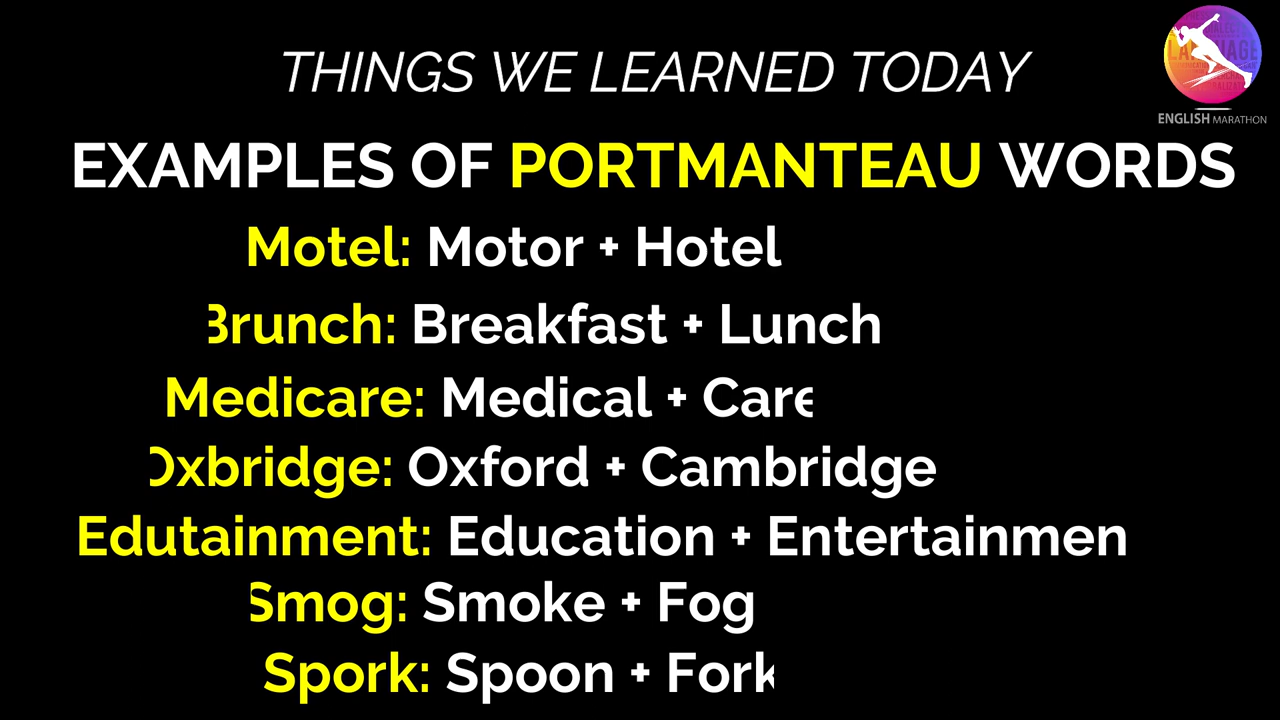 THINGS WE LEARNED TODAY
ENGLISH MARATHON
EXAMPLES OF PORTMANTEAU WORDS
Motel: Motor + Hotel
Brunch: Breakfast + Lunch
Medicare: Medical + Care
Oxbridge: Oxford + Cambridge
Edutainment: Education + Entertainmen
Smog: Smoke + Fog
Spork: Spoon + Fork